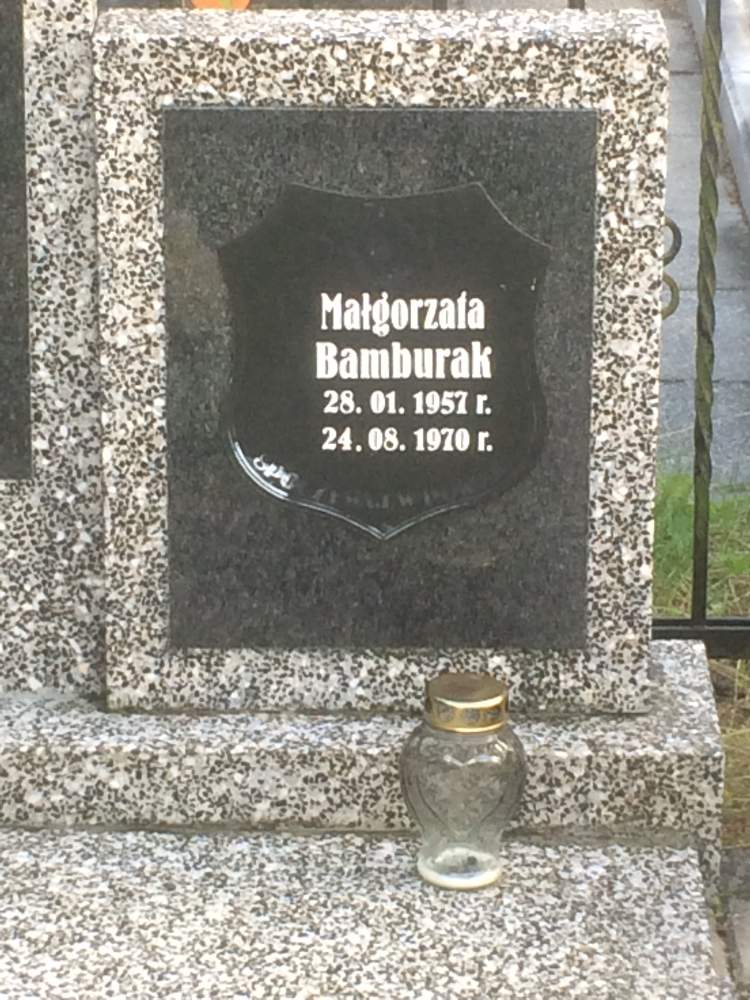 Małgorzata
Bamburak
28. 01. 1957 r.
24. 08. 1970 r.